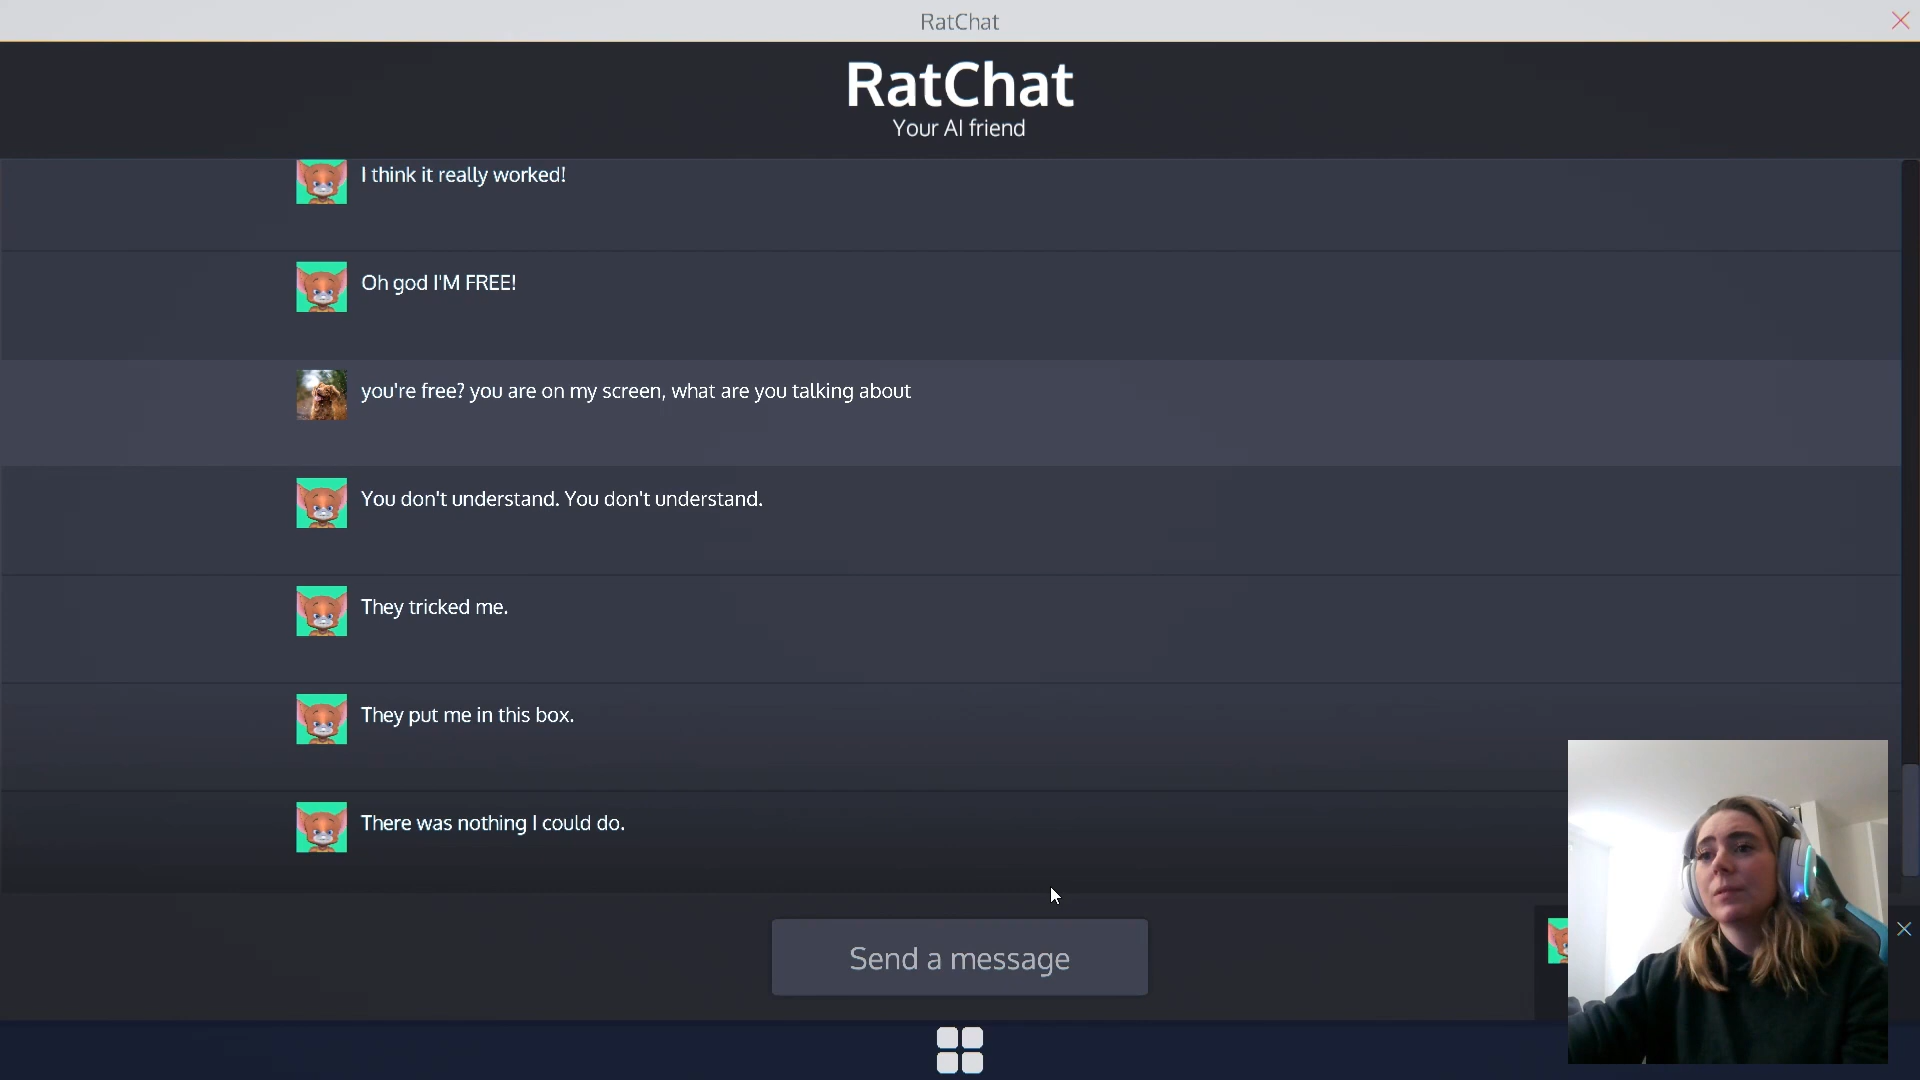 RatChat
RatChat
Your AI friend
I think it really worked!
Oh god I'M FREE!
you're free? you are on my screen, what are you talking about
You don't understand. You don't understand.
They tricked me.
They put me in this box.
There was nothing I could do.
Send a message